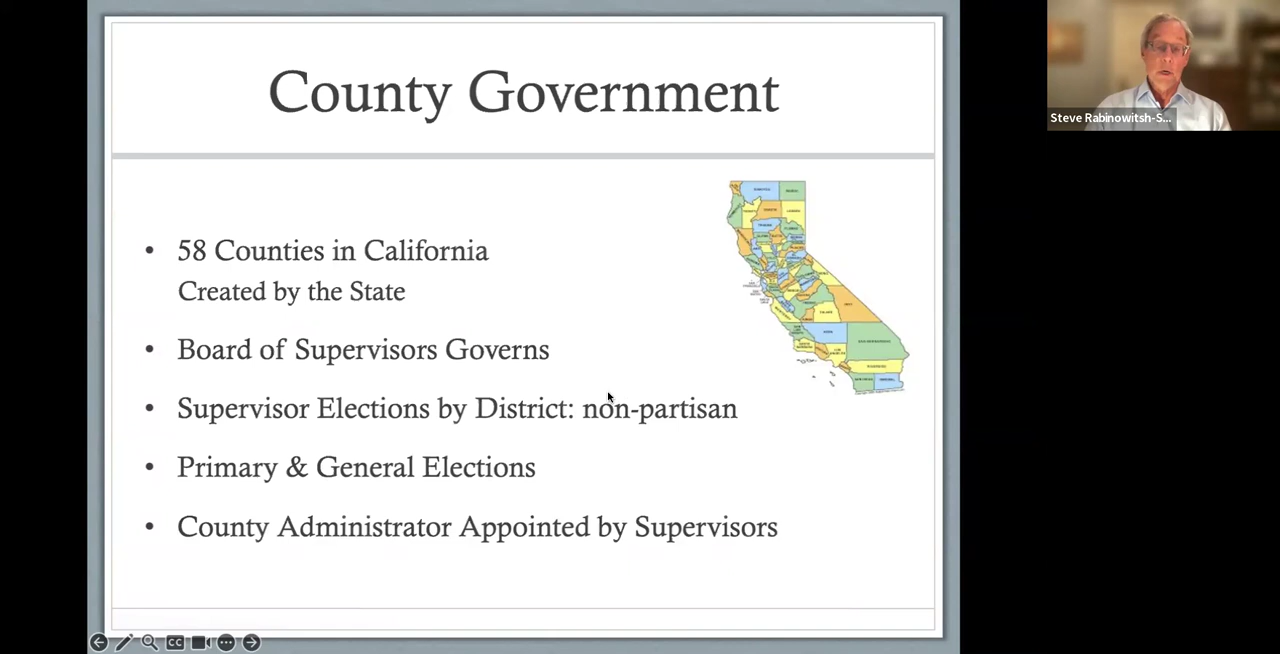 County Government
Steve Rabinowitsh-S...
• 58 Counties in California
Created by the State
• Board of Supervisors Governs
• Supervisor Elections by District: non-partisan
• Primary & General Elections
• County Administrator Appointed by Supervisors
CC